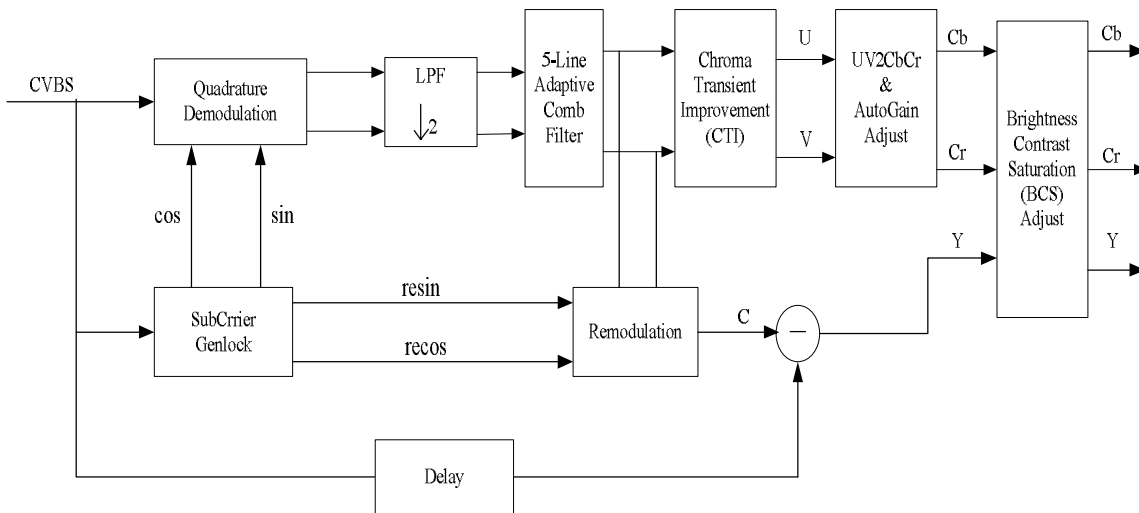 CVBS
Quadrature
Demodulation
LPF
↓2
5-Line
Adaptive
Comb
Filter
Chroma
Transient
Improvement
(CTI)
U
V
UV2CbCr
&
AutoGain
Adjust
Cb
Cr
Y
Brightness
Contrast
Saturation
(BCS)
Adjust
Cb
Cr
Y
cos
sin
SubCrrier
Genlock
resin
recos
Remodulation
C
—
Delay